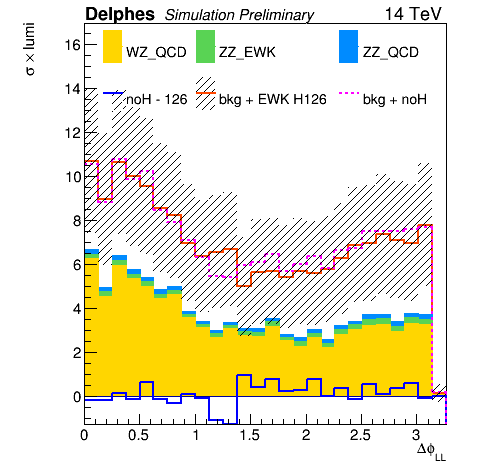 Delphes Simulation Preliminary 14 TeV
σ × lumi
WZ_QCD ZZ_EWK ZZ_QCD
noH - 126 bkg + EWK H126 bkg + noH
16
14
12
10
8
6
4
2
0
0 0.5 1 1.5 2 2.5 3
Δϕ_LL